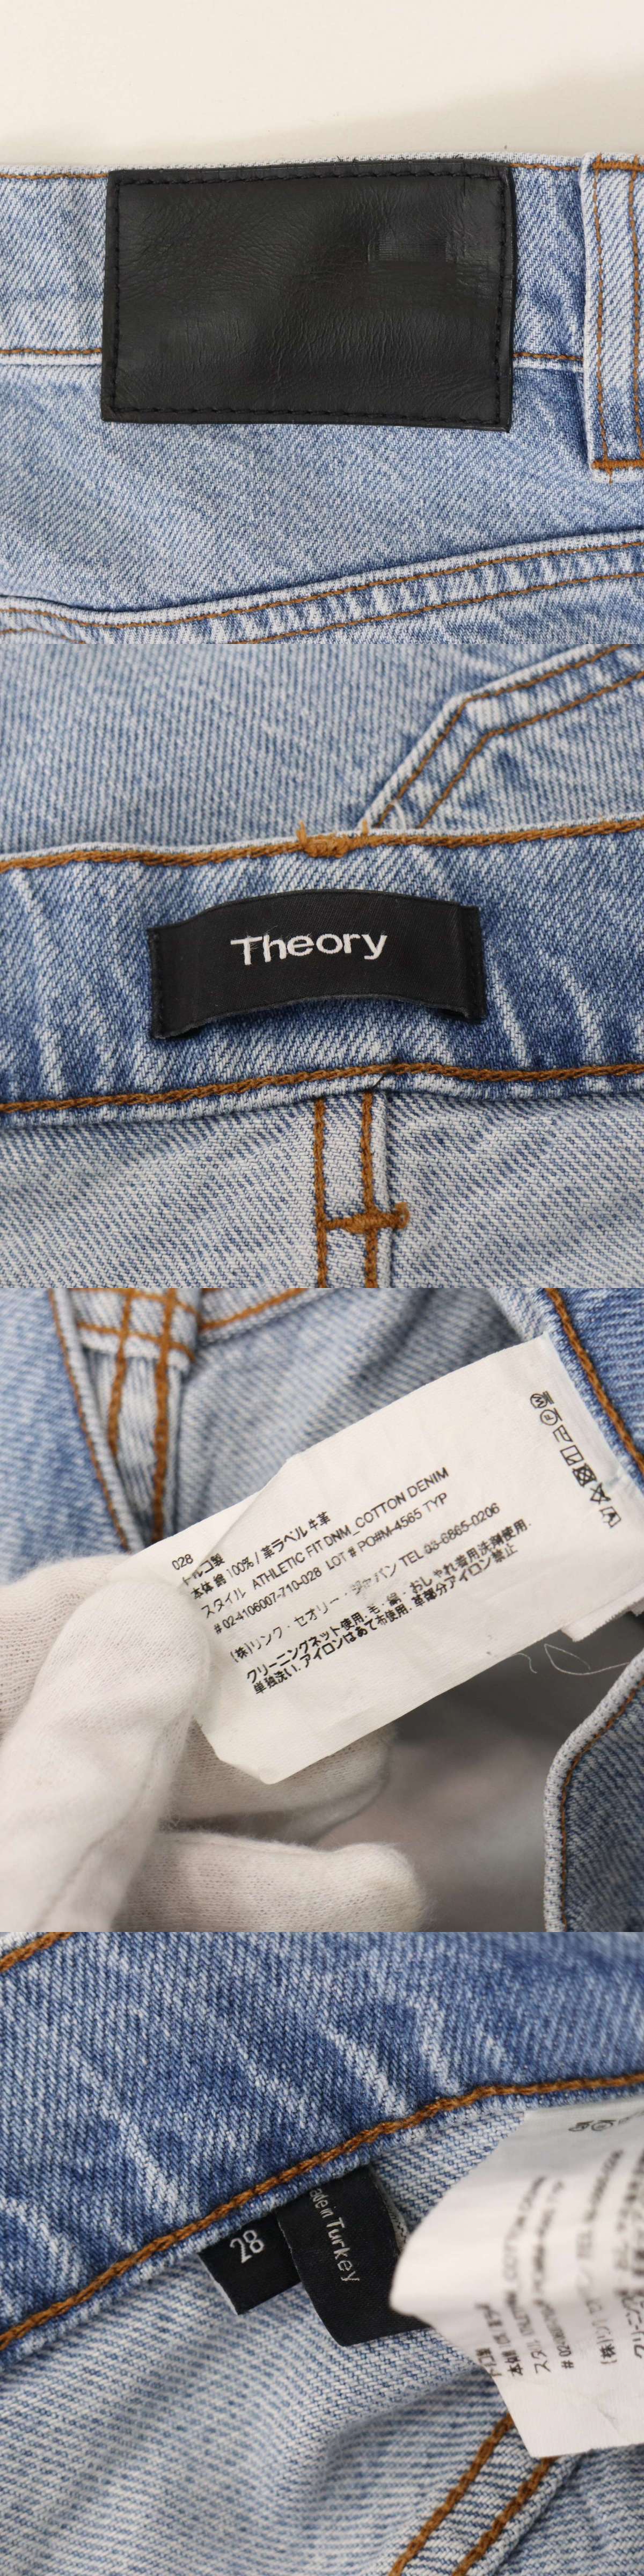 Theory
028
トルコ製
本体 綿 100% / 革ラベル 牛革
スタイル ATHLETIC FIT DNM_COTTON DENIM
# 02-4106007-710-028 LOT # PO#M-4565 TYP
(株)リンク・セオリー・ジャパン TEL 03-6865-0206
クリーニングネット使用. 毛・絹・おしゃれ着用洗剤使用.
単独洗い. アイロンはあて布使用. 革部分アイロン禁止
28
ade in Turkey